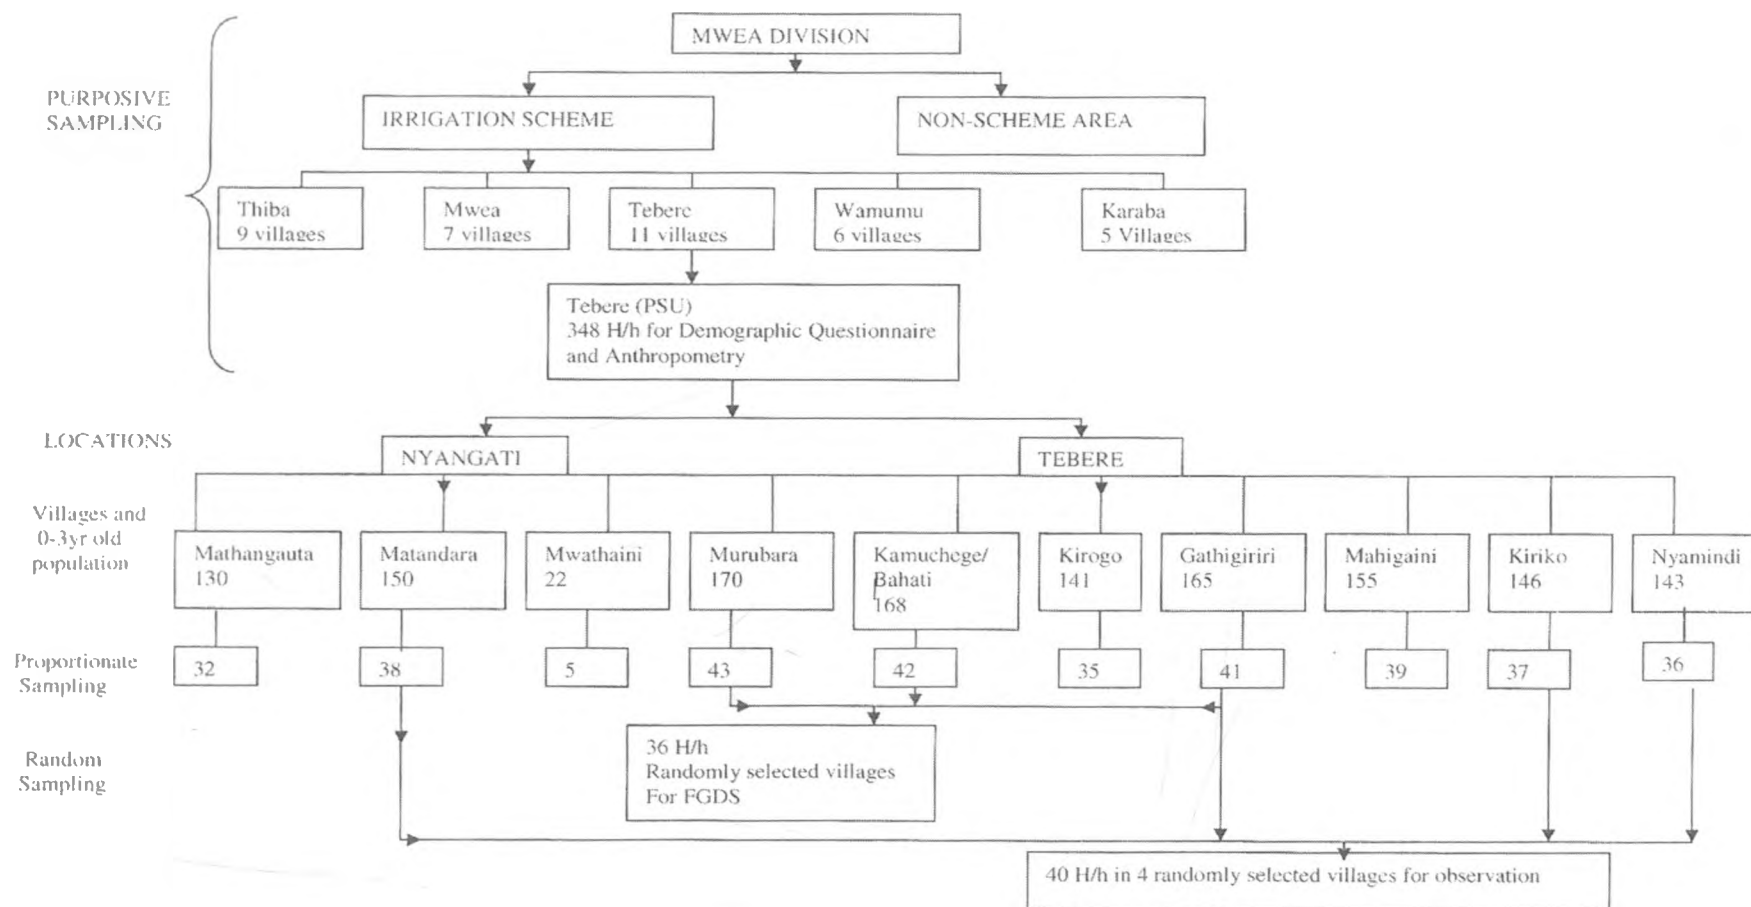 MWEA DIVISION
PURPOSIVE
SAMPLING
IRRIGATION SCHEME
NON-SCHEME AREA
Thiba
9 villages
Mwea
7 villages
Tebere
11 villages
Wamumu
6 villages
Karaba
5 Villages
Tebere (PSU)
348 H/h for Demographic Questionnaire
and Anthropometry
LOCATIONS
NYANGATI
TEBERE
Villages and
0-3yr old
population
Mathangauta
130
Matandara
150
Mwathaini
22
Murubara
170
Kamuchege/
Bahati
168
Kirogo
141
Gathigiriri
165
Mahigaini
155
Kiriko
146
Nyamindi
143
Proportionate
Sampling
32
38
5
43
42
35
41
39
37
36
Random
Sampling
36 H/h
Randomly selected villages
For FGDS
40 H/h in 4 randomly selected villages for observation